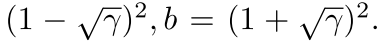 (1 − √γ)², b = (1 + √γ)².